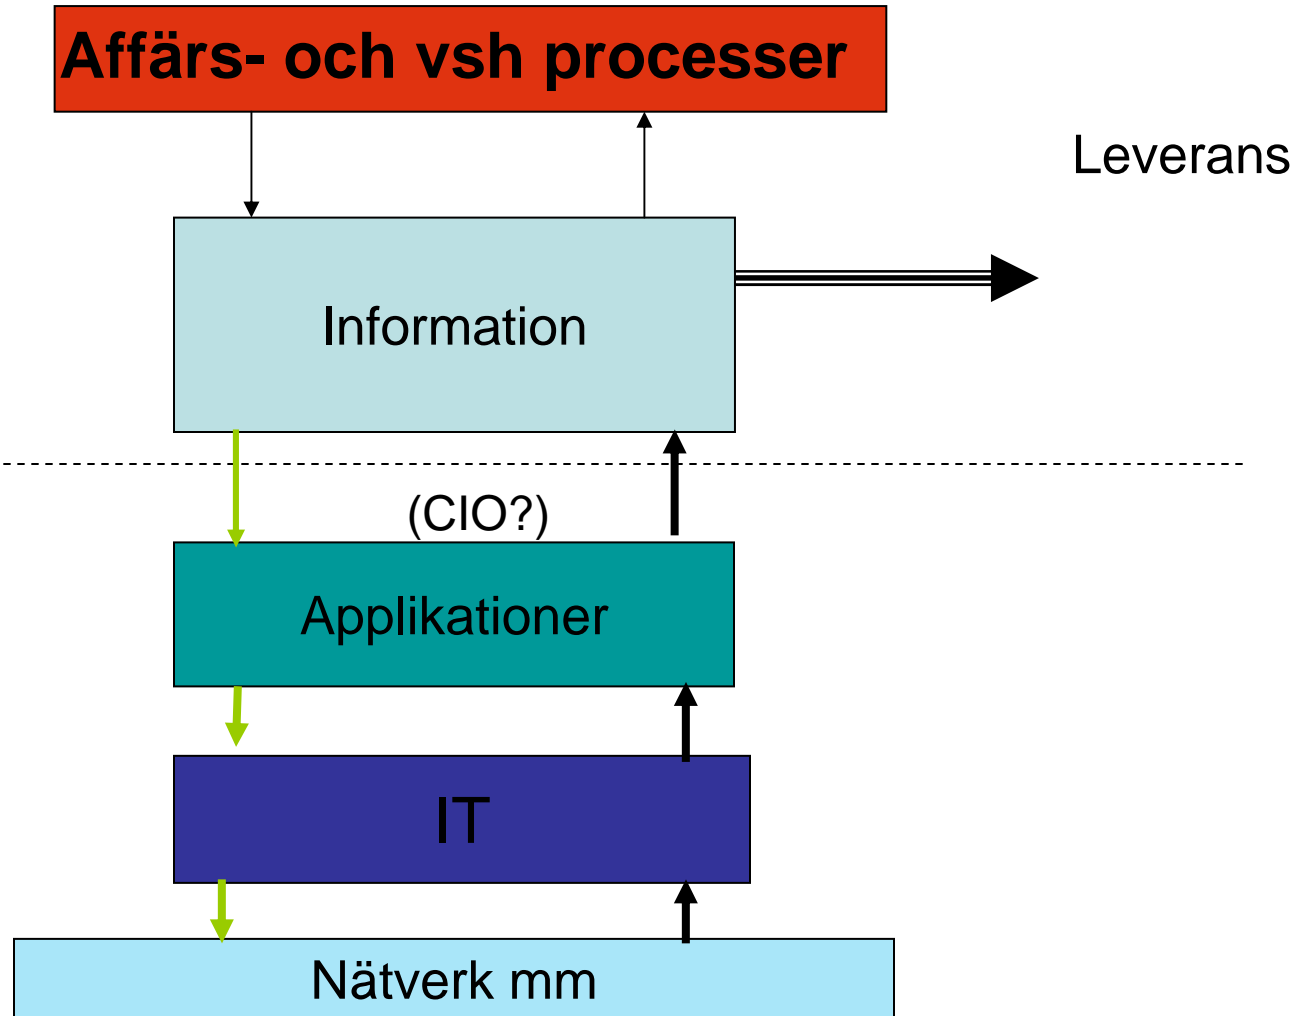 Affärs- och vsh processer
Leverans
Information
(CIO?)
Applikationer
IT
Nätverk mm